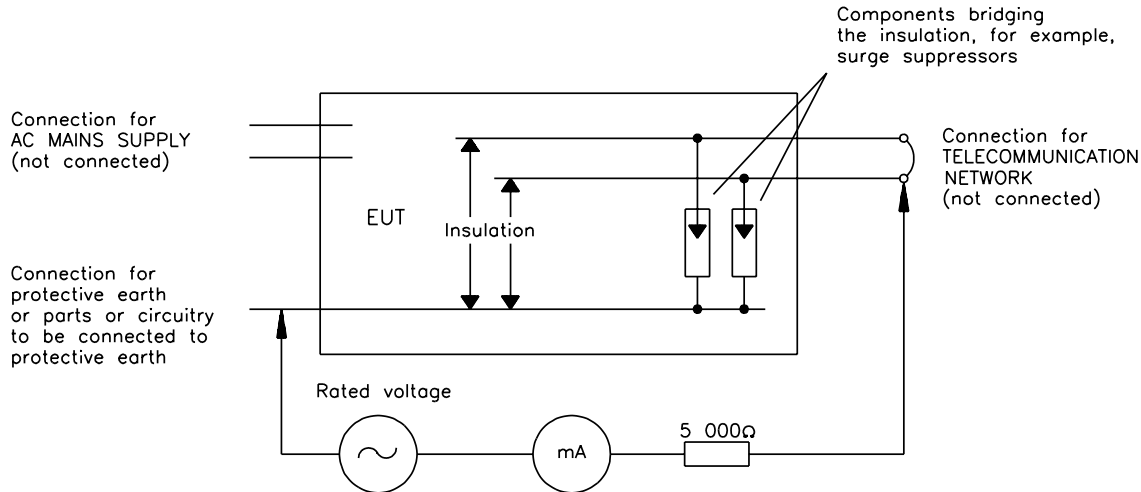 Components bridging
the insulation, for example,
surge suppressors
Connection for
AC MAINS SUPPLY
(not connected)
Connection for
TELECOMMUNICATION
NETWORK
(not connected)
EUT
Insulation
Connection for
protective earth
or parts or circuitry
to be connected to
protective earth
Rated voltage
mA
5 000Ω